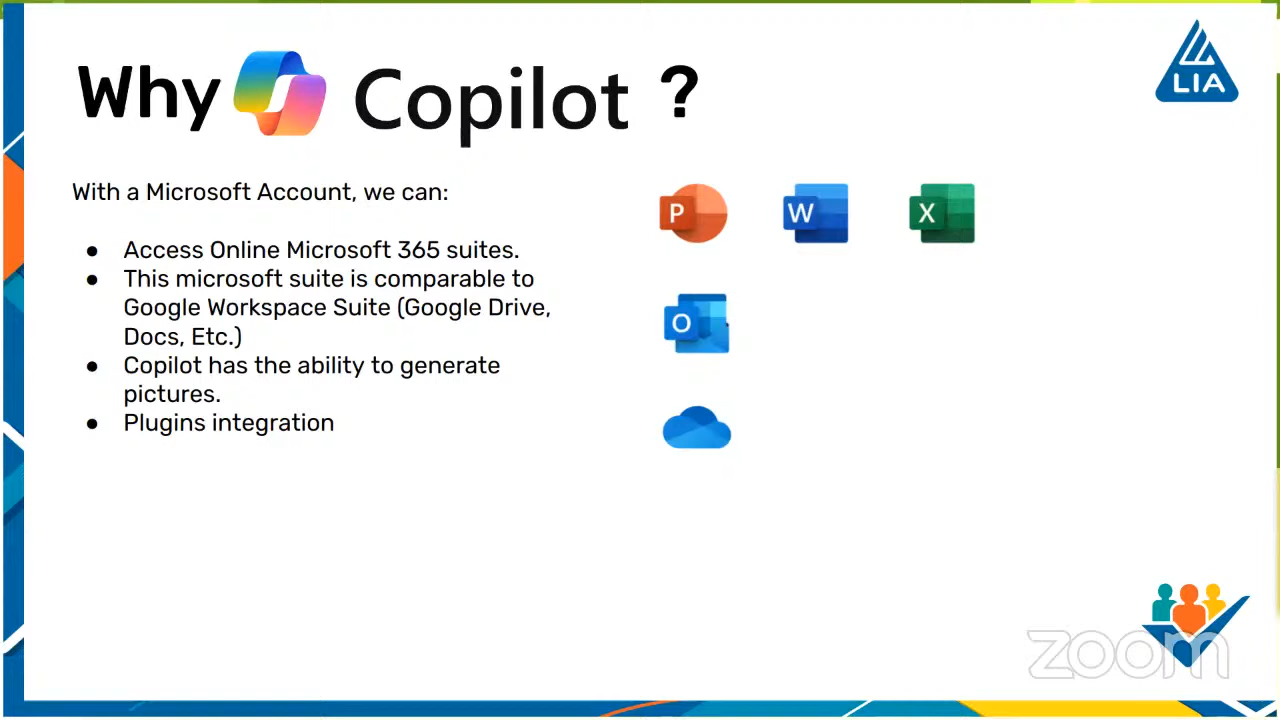 Why Copilot ?
LIA
With a Microsoft Account, we can:
● Access Online Microsoft 365 suites.
● This microsoft suite is comparable to
Google Workspace Suite (Google Drive,
Docs, Etc.)
● Copilot has the ability to generate
pictures.
● Plugins integration
P W X
O
zoom